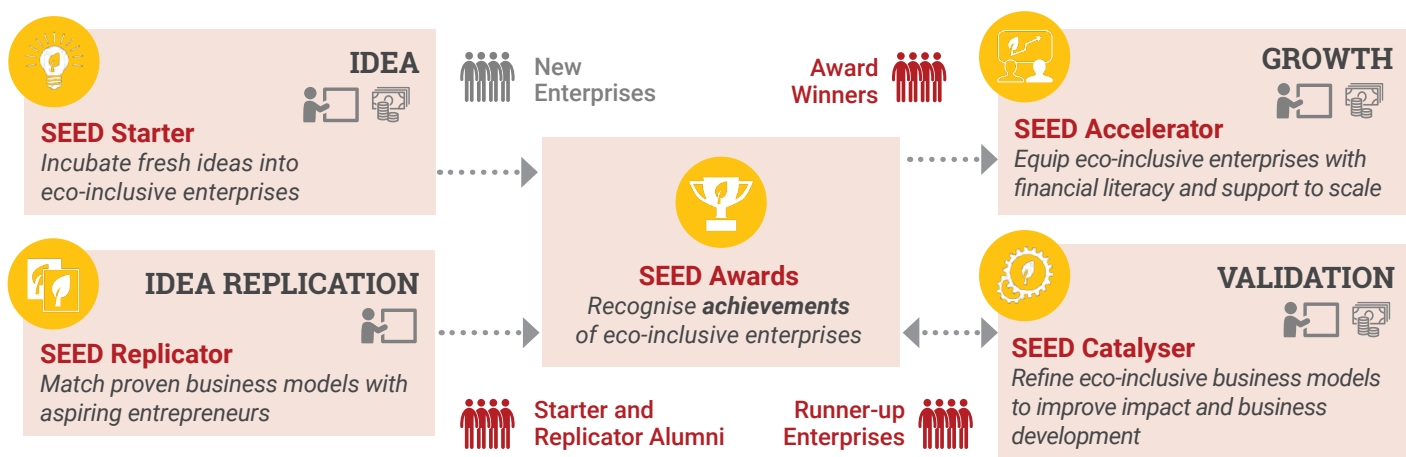 IDEA
SEED Starter
Incubate fresh ideas into
eco-inclusive enterprises
New
Enterprises
Award
Winners
GROWTH
SEED Accelerator
Equip eco-inclusive enterprises with
financial literacy and support to scale
SEED Awards
Recognise achievements
of eco-inclusive enterprises
IDEA REPLICATION
SEED Replicator
Match proven business models with
aspiring entrepreneurs
Starter and
Replicator Alumni
Runner-up
Enterprises
VALIDATION
SEED Catalyser
Refine eco-inclusive business models
to improve impact and business
development